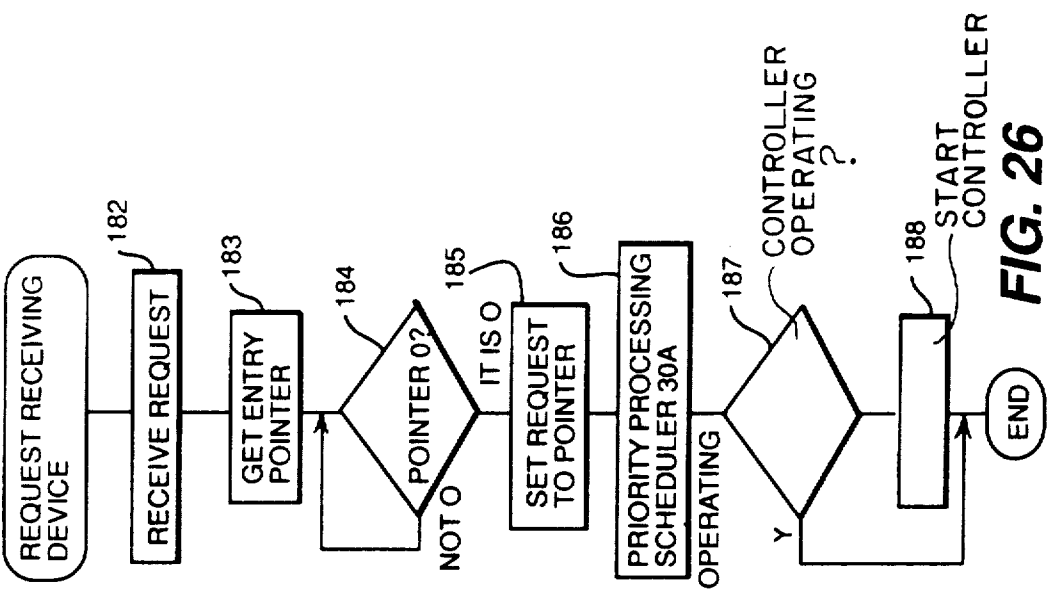 REQUEST RECEIVING
DEVICE
182
RECEIVE REQUEST
183
GET ENTRY
POINTER
184
POINTER 0?
NOT 0
IT IS 0
185
SET REQUEST
TO POINTER
186
PRIORITY PROCESSING
SCHEDULER 30A
OPERATING
187
CONTROLLER
OPERATING
?
Y
188
START
CONTROLLER
END
FIG. 26